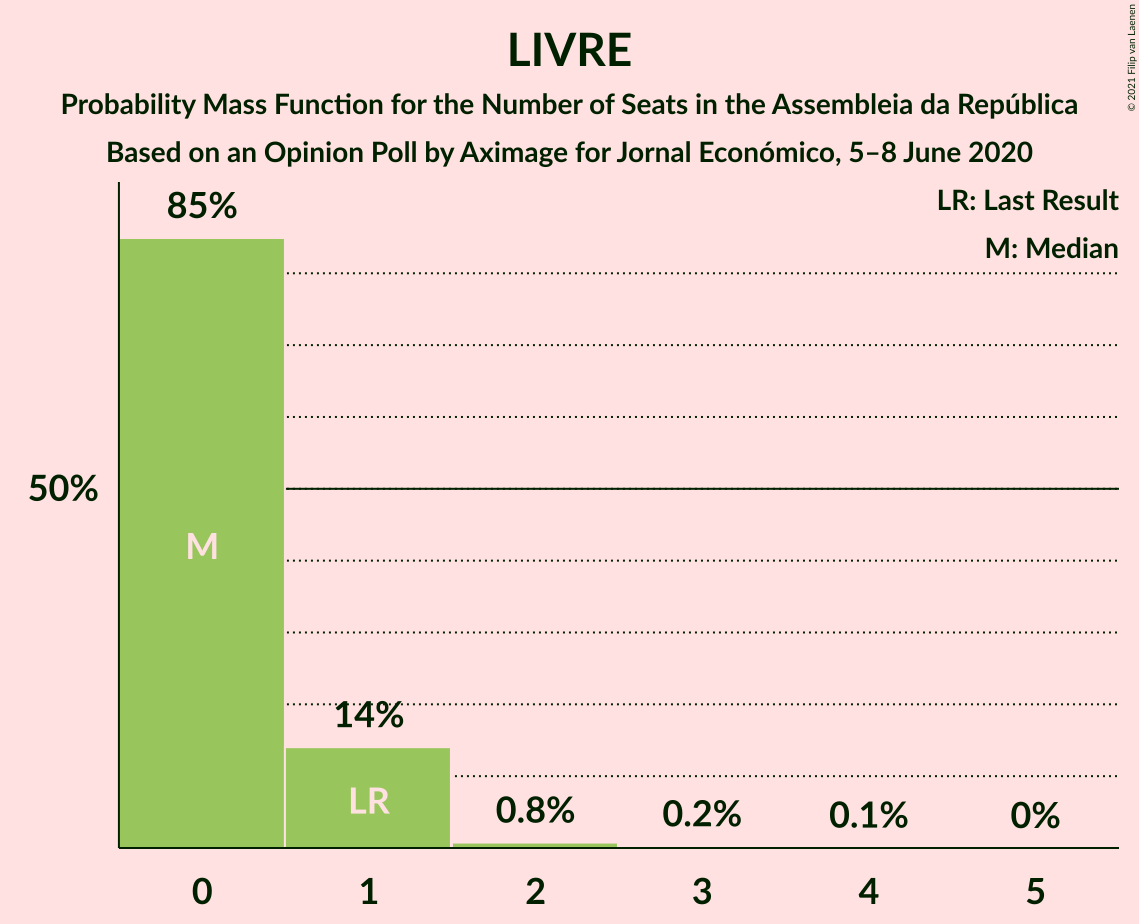 LIVRE
Probability Mass Function for the Number of Seats in the Assembleia da República
Based on an Opinion Poll by Aximage for Jornal Económico, 5–8 June 2020
© 2021 Filip van Laenen
LR: Last Result
M: Median
85%
50%
M
14%
LR
0.8%
0.2%
0.1%
0%
0 1 2 3 4 5